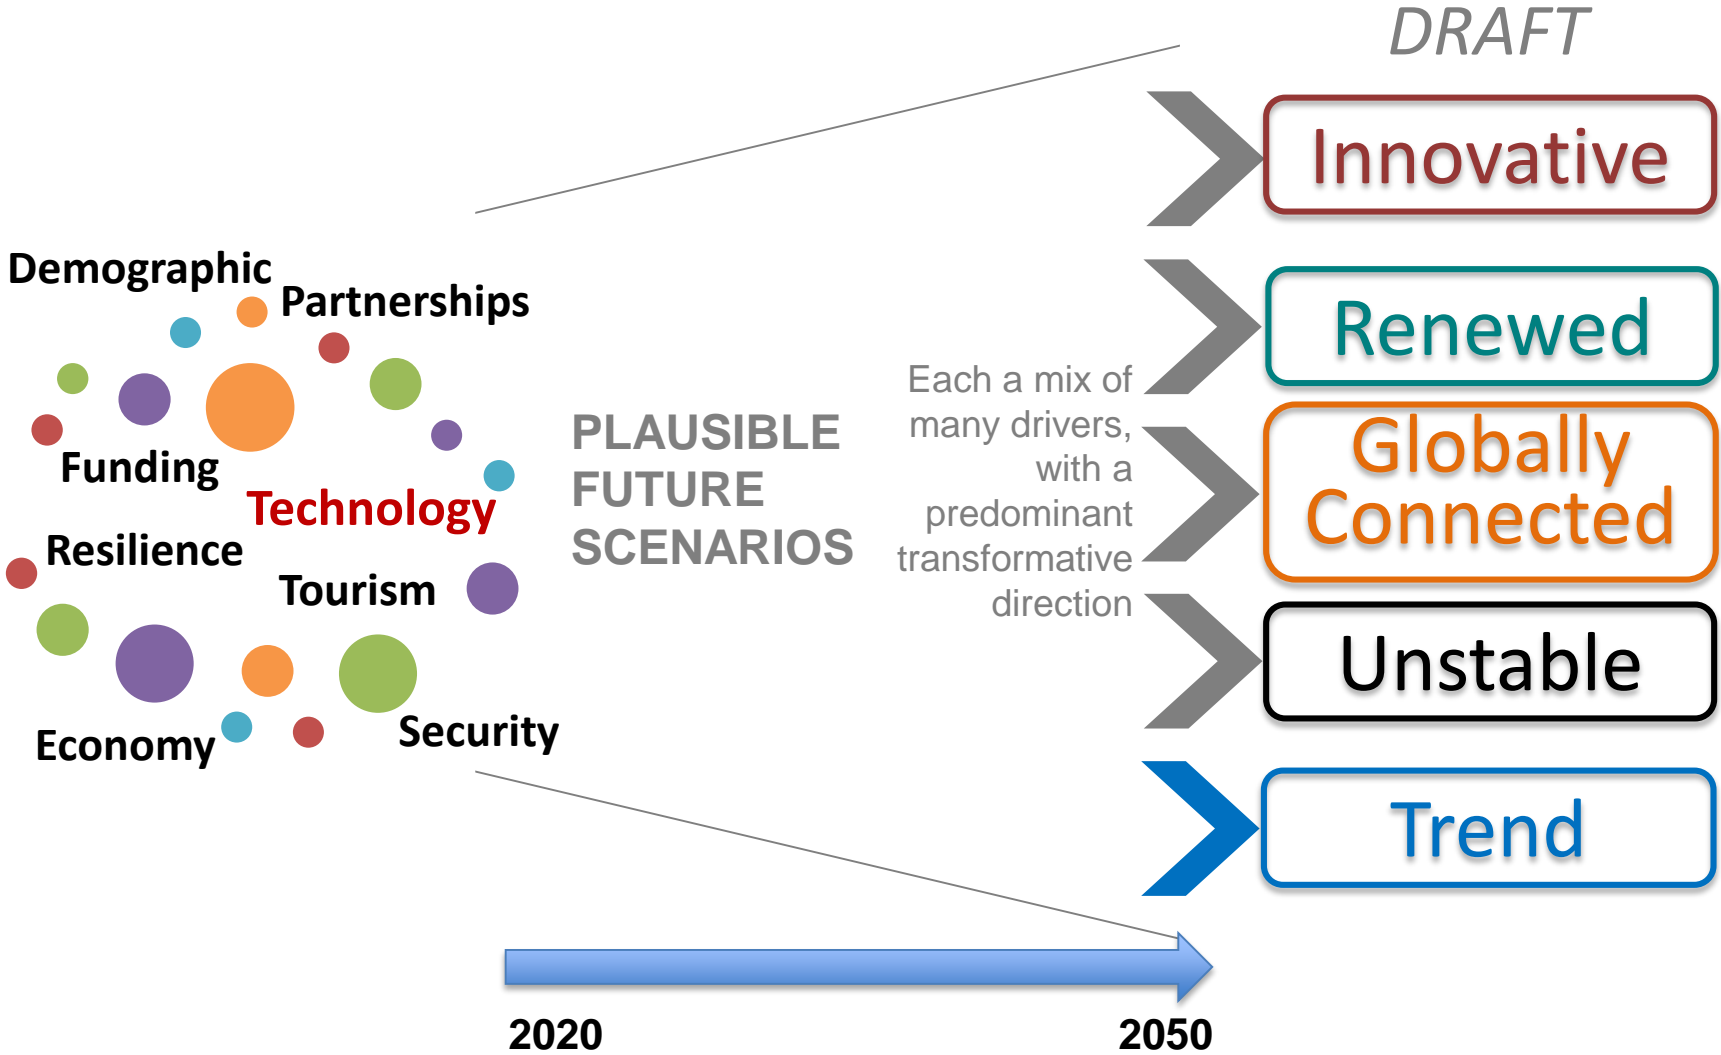 DRAFT
Demographic
Partnerships
Funding
Technology
Resilience
Tourism
Economy
Security
PLAUSIBLE
FUTURE
SCENARIOS
Each a mix of
many drivers,
with a
predominant
transformative
direction
Innovative
Renewed
Globally
Connected
Unstable
Trend
2020
2050